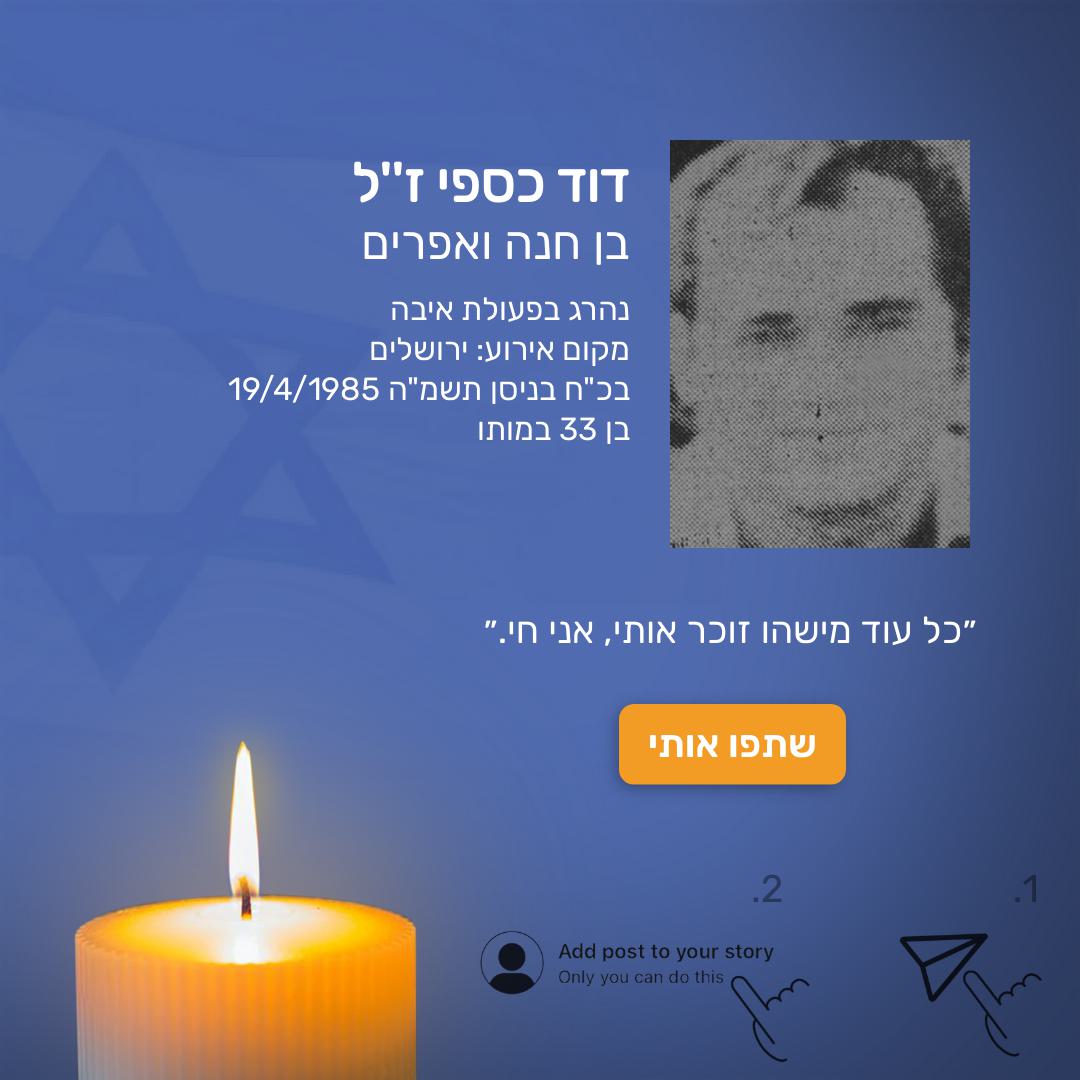 דוד כספי ז"ל
בן חנה ואפרים
נהרג בפעולת איבה
מקום אירוע: ירושלים
בכ"ח בניסן תשמ"ה 19/4/1985
בן 33 במותו
״כל עוד מישהו זוכר אותי, אני חי.״
שתפו אותי
.1
.2
Add post to your story
Only you can do this